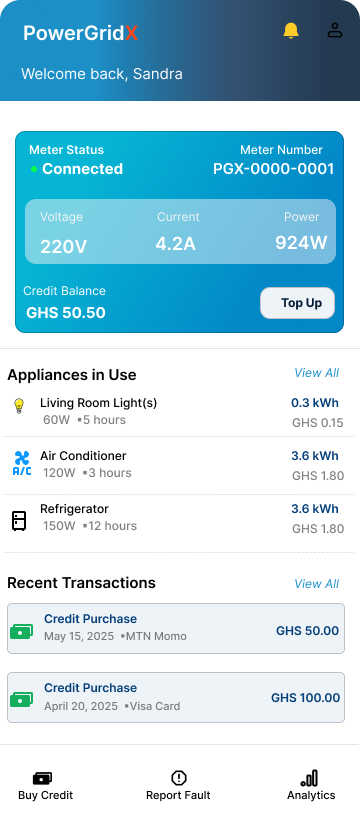 PowerGridX
Welcome back, Sandra
Meter Status Meter Number
Connected PGX-0000-0001
Voltage Current Power
220V 4.2A 924W
Credit Balance
GHS 50.50 Top Up
Appliances in Use View All
Living Room Light(s) 0.3 kWh
60W ▪5 hours GHS 0.15
Air Conditioner 3.6 kWh
A/C 120W ▪3 hours GHS 1.80
Refrigerator 3.6 kWh
150W ▪12 hours GHS 1.80
Recent Transactions View All
Credit Purchase
May 15, 2025 ▪MTN Momo GHS 50.00
Credit Purchase
April 20, 2025 ▪Visa Card GHS 100.00
Buy Credit Report Fault Analytics